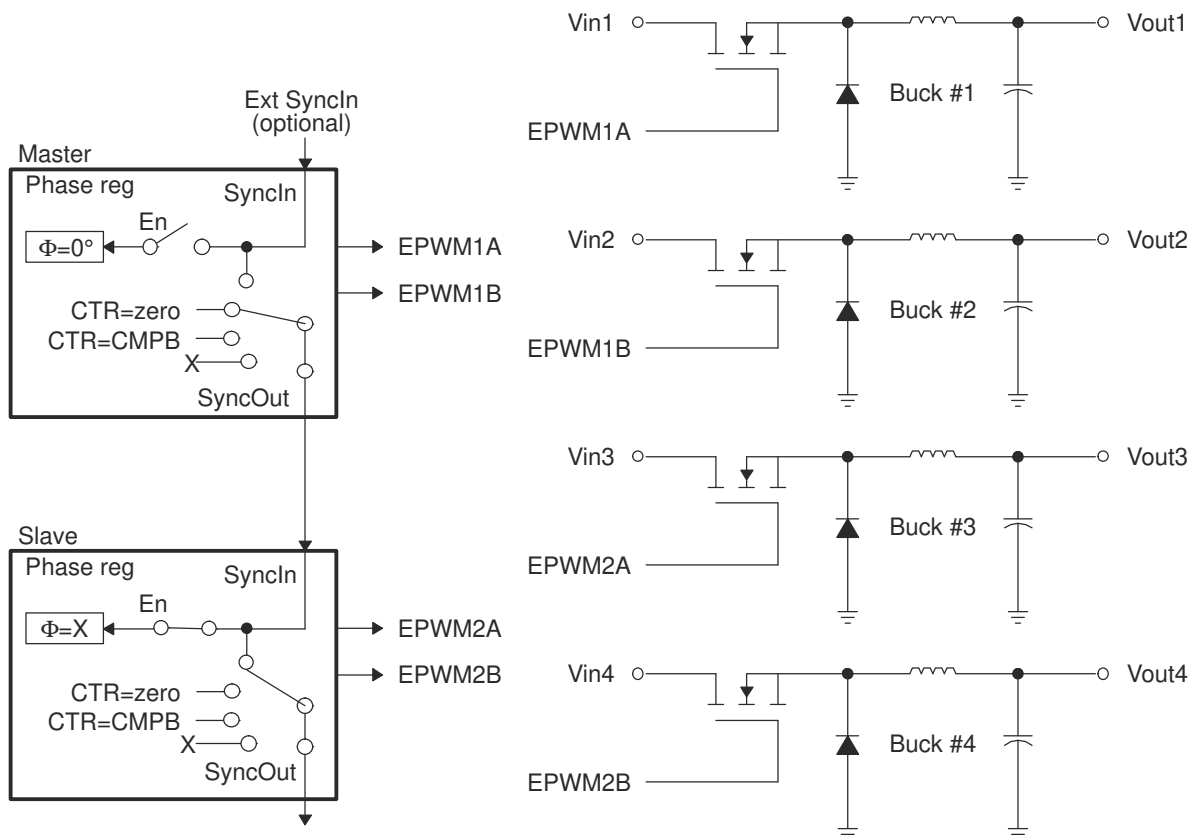 Ext SyncIn
(optional)
Master
Phase reg
SyncIn
En
Φ=0°
EPWM1A
EPWM1B
CTR=zero
CTR=CMPB
X
SyncOut
Slave
Phase reg
SyncIn
En
Φ=X
EPWM2A
EPWM2B
CTR=zero
CTR=CMPB
X
SyncOut
Vin1
Vout1
Buck #1
EPWM1A
Vin2
Vout2
Buck #2
EPWM1B
Vin3
Vout3
Buck #3
EPWM2A
Vin4
Vout4
Buck #4
EPWM2B